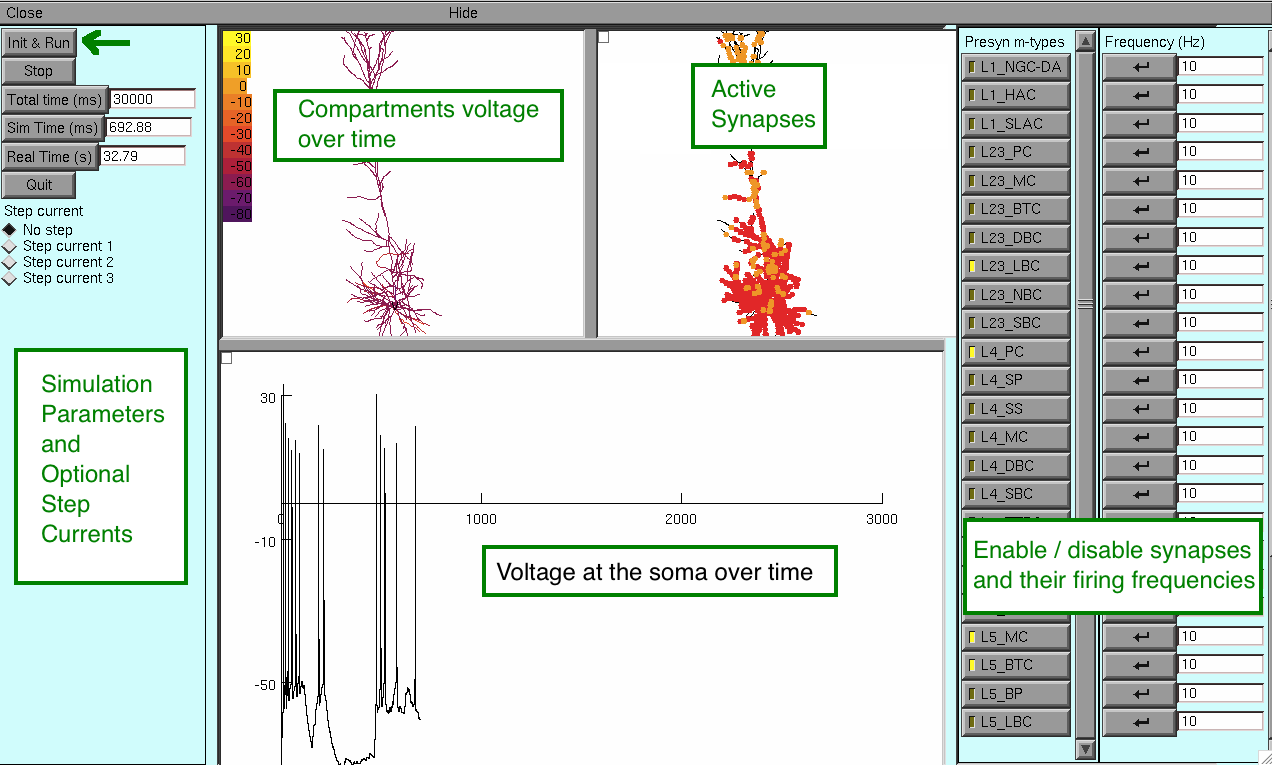 Close
Hide
Init & Run
Stop
Total time (ms) 30000
Sim Time (ms) 692.88
Real Time (s) 32.79
Quit
Step current
No step
Step current 1
Step current 2
Step current 3
Simulation
Parameters
and
Optional
Step
Currents
30
20
10
0
-10
-20
-30
-40
-50
-60
-70
-80
Compartments voltage
over time
Active
Synapses
30
-10
-50
0
1000
2000
3000
Voltage at the soma over time
Presyn m-types
Frequency (Hz)
L1_NGC-DA 10
L1_HAC 10
L1_SLAC 10
L23_PC 10
L23_MC 10
L23_BTC 10
L23_DBC 10
L23_LBC 10
L23_NBC 10
L23_SBC 10
L4_PC 10
L4_SP 10
L4_SS 10
L4_MC 10
L4_DBC 10
L4_SBC 10
Enable / disable synapses
and their firing frequencies
L5_MC 10
L5_BTC 10
L5_BP 10
L5_LBC 10